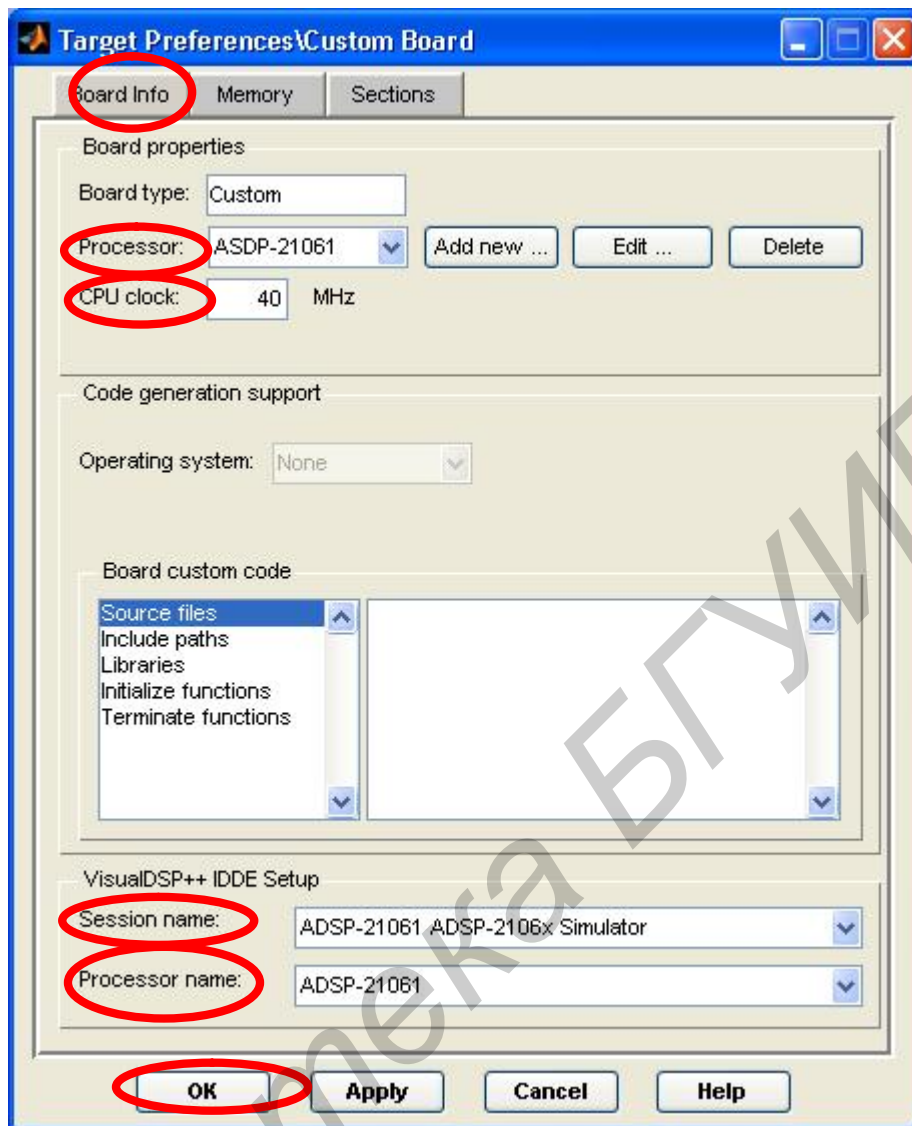 Target Preferences\Custom Board
Board Info Memory Sections
Board properties
Board type: Custom
Processor: ASDP-21061 Add new ... Edit ... Delete
CPU clock: 40 MHz
Code generation support
Operating system: None
Board custom code
Source files
Include paths
Libraries
Initialize functions
Terminate functions
VisualDSP++ IDDE Setup
Session name: ADSP-21061 ADSP-2106x Simulator
Processor name: ADSP-21061
OK Apply Cancel Help